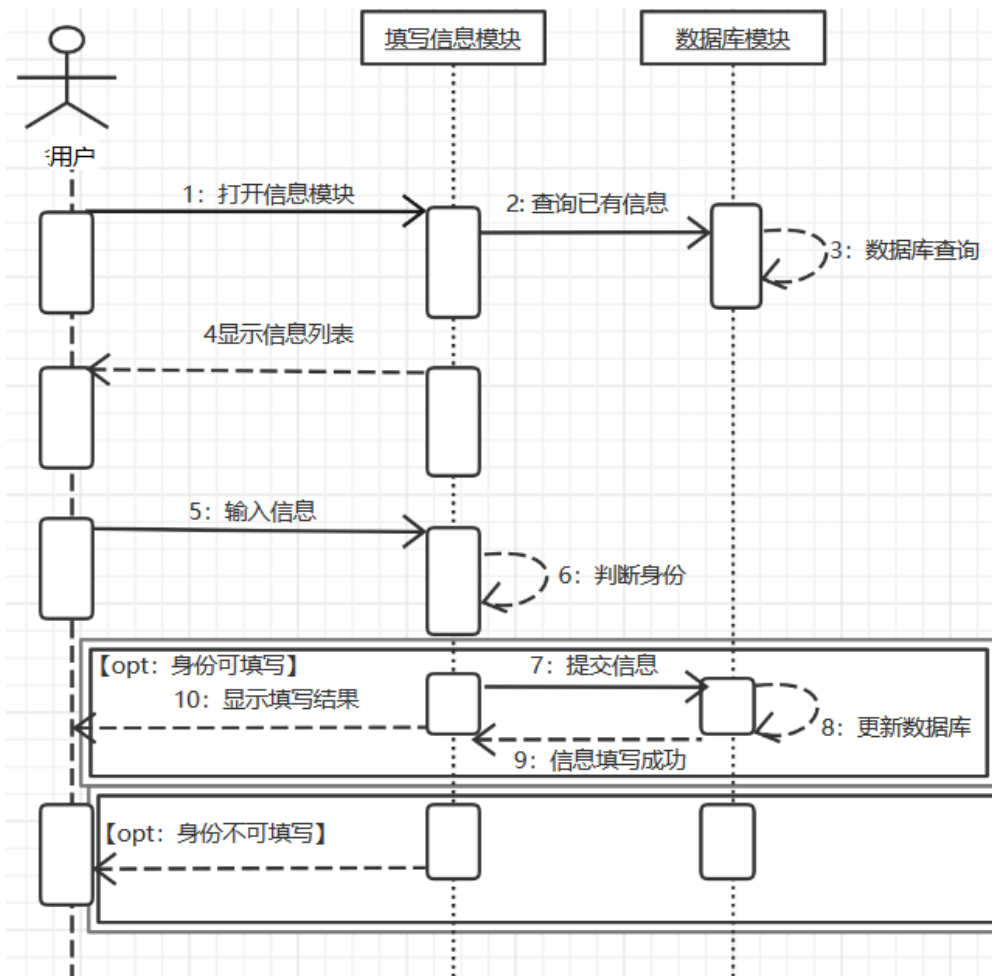 填写信息模块
数据库模块
用户
1：打开信息模块
2: 查询已有信息
3：数据库查询
4显示信息列表
5：输入信息
6：判断身份
【opt：身份可填写】
7：提交信息
10：显示填写结果
8：更新数据库
9：信息填写成功
【opt：身份不可填写】